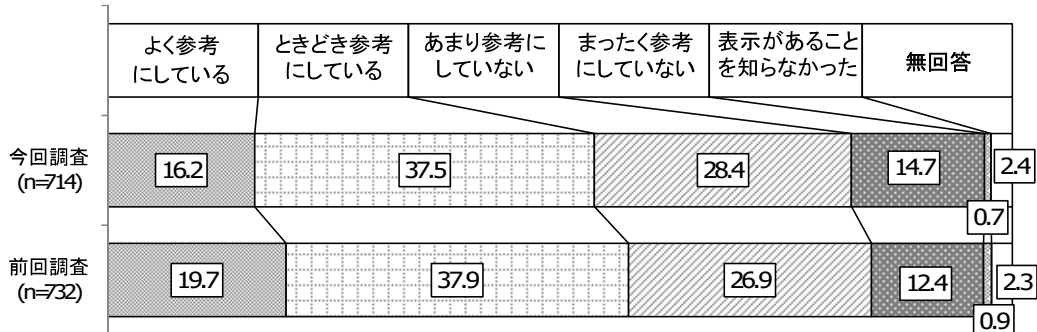 よく参考
にしている
ときどき参考
にしている
あまり参考に
していない
まったく参考
にしていない
表示があること
を知らなかった
無回答
今回調査
(n=714)
16.2
37.5
28.4
14.7
0.7
2.4
前回調査
(n=732)
19.7
37.9
26.9
12.4
0.9
2.3